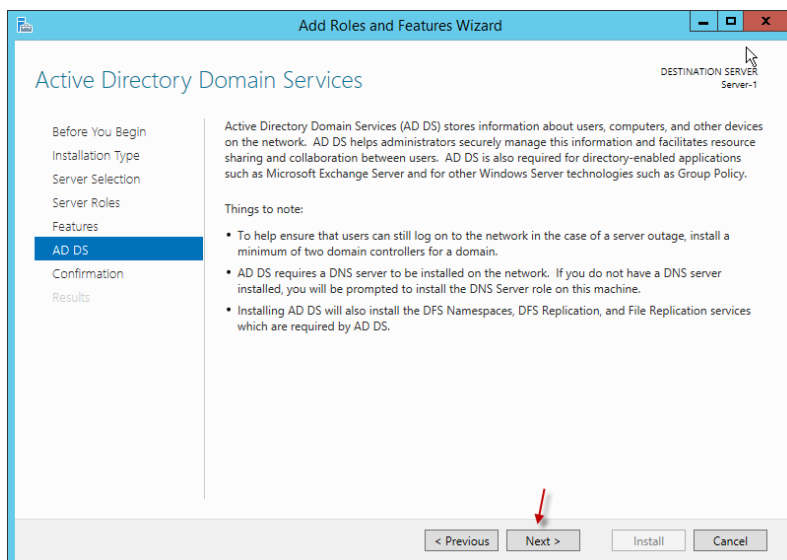 Add Roles and Features Wizard
Active Directory Domain Services
DESTINATION SERVER
Server-1
Before You Begin
Installation Type
Server Selection
Server Roles
Features
AD DS
Confirmation
Results
Active Directory Domain Services (AD DS) stores information about users, computers, and other devices
on the network. AD DS helps administrators securely manage this information and facilitates resource
sharing and collaboration between users. AD DS is also required for directory-enabled applications
such as Microsoft Exchange Server and for other Windows Server technologies such as Group Policy.
Things to note:
• To help ensure that users can still log on to the network in the case of a server outage, install a
minimum of two domain controllers for a domain.
• AD DS requires a DNS server to be installed on the network. If you do not have a DNS server
installed, you will be prompted to install the DNS Server role on this machine.
• Installing AD DS will also install the DFS Namespaces, DFS Replication, and File Replication services
which are required by AD DS.
< Previous
Next >
Install
Cancel